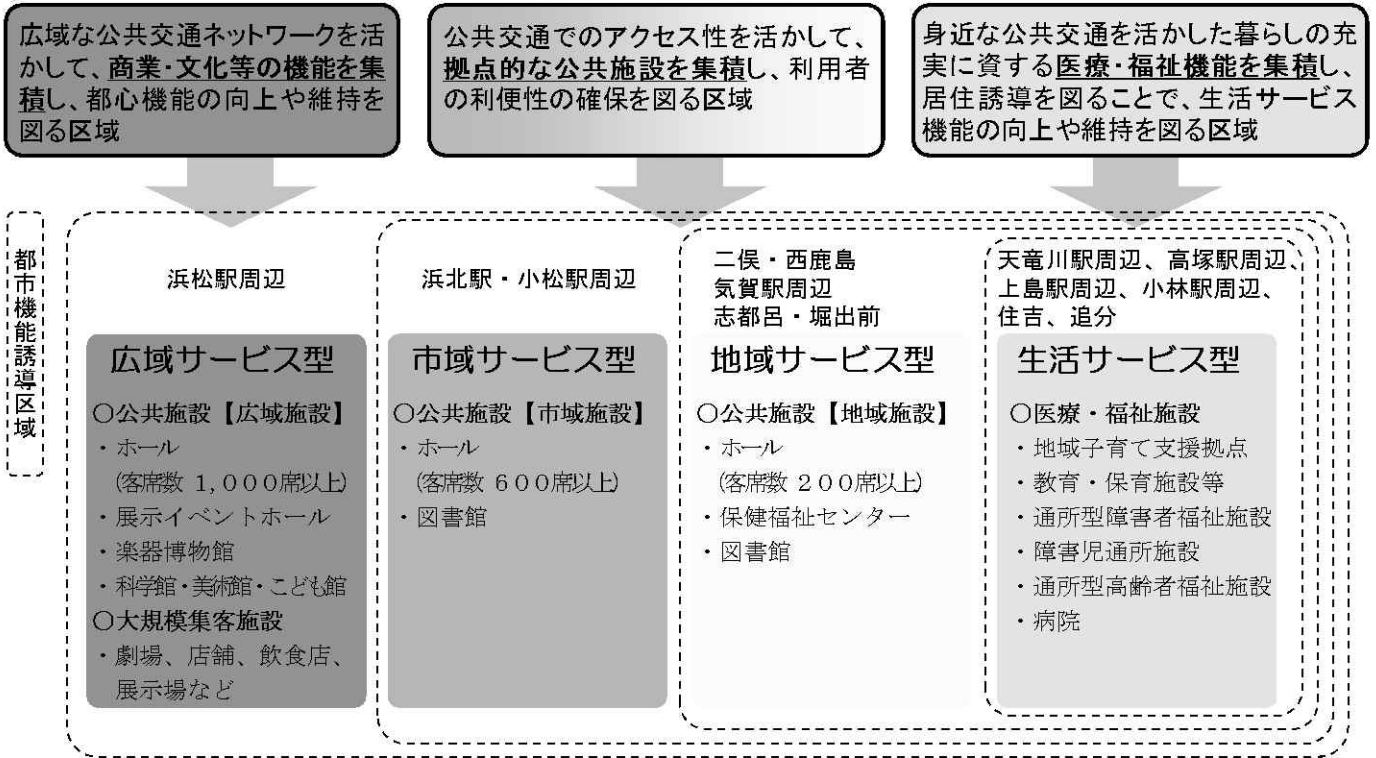 広域な公共交通ネットワークを活
かして、商業・文化等の機能を集
積し、都心機能の向上や維持を
図る区域
公共交通でのアクセス性を活かして、
拠点的な公共施設を集積し、利用者
の利便性の確保を図る区域
身近な公共交通を活かした暮らしの充
実に資する医療・福祉機能を集積し、
居住誘導を図ることで、生活サービス
機能の向上や維持を図る区域
都市機能誘導区域
浜松駅周辺
広域サービス型
○公共施設【広域施設】
・ホール
(客席数 1,000席以上)
・展示イベントホール
・楽器博物館
・科学館・美術館・こども館
○大規模集客施設
・劇場、店舗、飲食店、
展示場など
浜北駅・小松駅周辺
市域サービス型
○公共施設【市域施設】
・ホール
(客席数 600席以上)
・図書館
二俣・西鹿島
気賀駅周辺
志都呂・堀出前
地域サービス型
○公共施設【地域施設】
・ホール
(客席数 200席以上)
・保健福祉センター
・図書館
天竜川駅周辺、高塚駅周辺、
上島駅周辺、小林駅周辺、
住吉、追分
生活サービス型
○医療・福祉施設
・地域子育て支援拠点
・教育・保育施設等
・通所型障害者福祉施設
・障害児通所施設
・通所型高齢者福祉施設
・病院